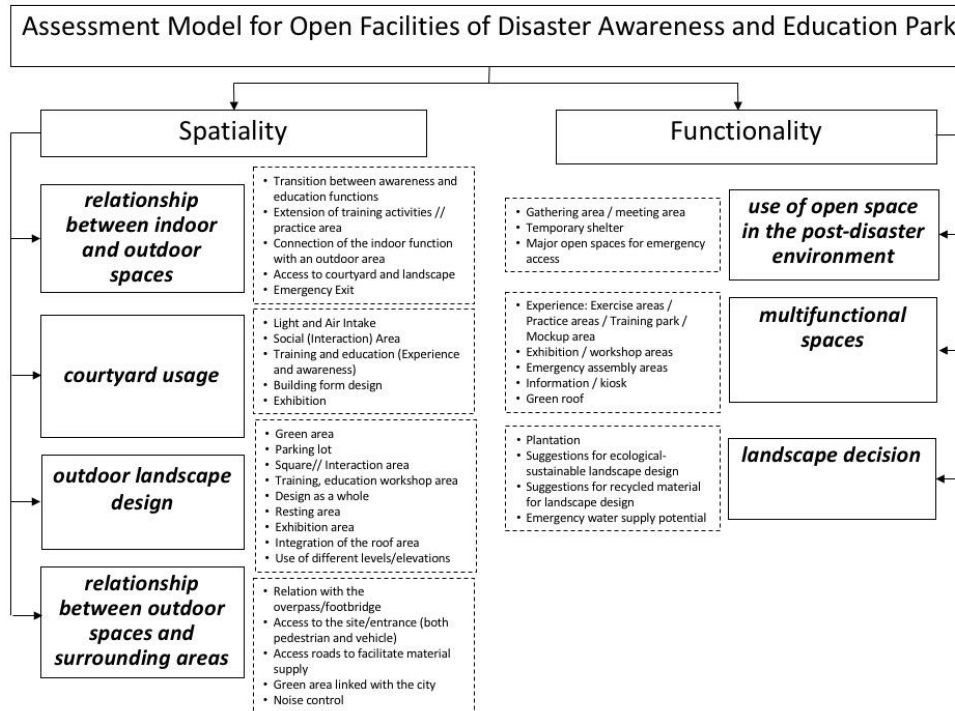 Assessment Model for Open Facilities of Disaster Awareness and Education Park
Spatiality
relationship
between indoor
and outdoor
spaces
• Transition between awareness and
education functions
• Extension of training activities //
practice area
• Connection of the indoor function
with an outdoor area
• Access to courtyard and landscape
• Emergency Exit
courtyard usage
• Light and Air Intake
• Social (Interaction) Area
• Training and education (Experience
and awareness)
• Building form design
• Exhibition
outdoor landscape
design
• Green area
• Parking lot
• Square// Interaction area
• Training, education workshop area
• Design as a whole
• Resting area
• Exhibition area
• Integration of the roof area
• Use of different levels/elevations
relationship
between outdoor
spaces and
surrounding areas
• Relation with the
overpass/footbridge
• Access to the site/entrance (both
pedestrian and vehicle)
• Access roads to facilitate material
supply
• Green area linked with the city
• Noise control
Functionality
• Gathering area / meeting area
• Temporary shelter
• Major open spaces for emergency
access
use of open space
in the post-disaster
environment
• Experience: Exercise areas /
Practice areas / Training park /
Mockup area
• Exhibition / workshop areas
• Emergency assembly areas
• Information / kiosk
• Green roof
multifunctional
spaces
• Plantation
• Suggestions for ecological-
sustainable landscape design
• Suggestions for recycled material
for landscape design
• Emergency water supply potential
landscape decision